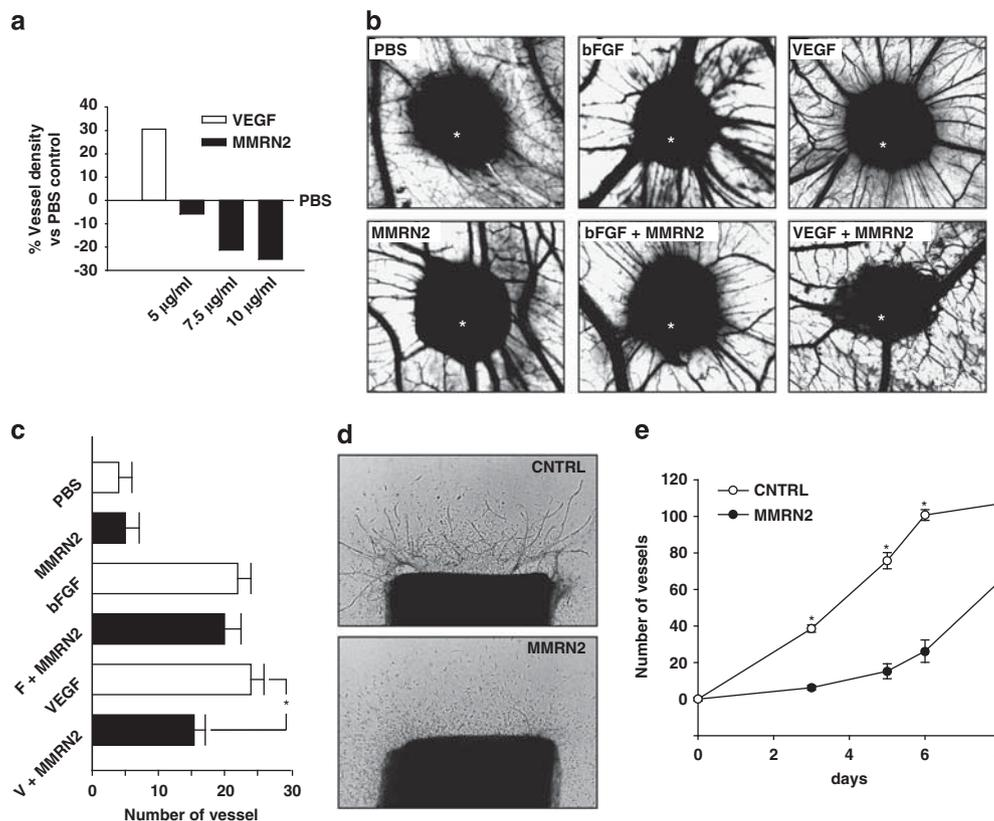 a
40
30
20
10
0
-10
-20
-30
% Vessel density
vs PBS control
VEGF
MMRN2
PBS
5 µg/ml
7.5 µg/ml
10 µg/ml
b
PBS
bFGF
VEGF
*
*
*
MMRN2
bFGF + MMRN2
VEGF + MMRN2
*
*
*
c
PBS
MMRN2
bFGF
F + MMRN2
VEGF
V + MMRN2
*
0 10 20 30
Number of vessel
d
CNTRL
MMRN2
e
120
100
80
60
40
20
0
Number of vessels
CNTRL
MMRN2
*
*
*
0 2 4 6
days